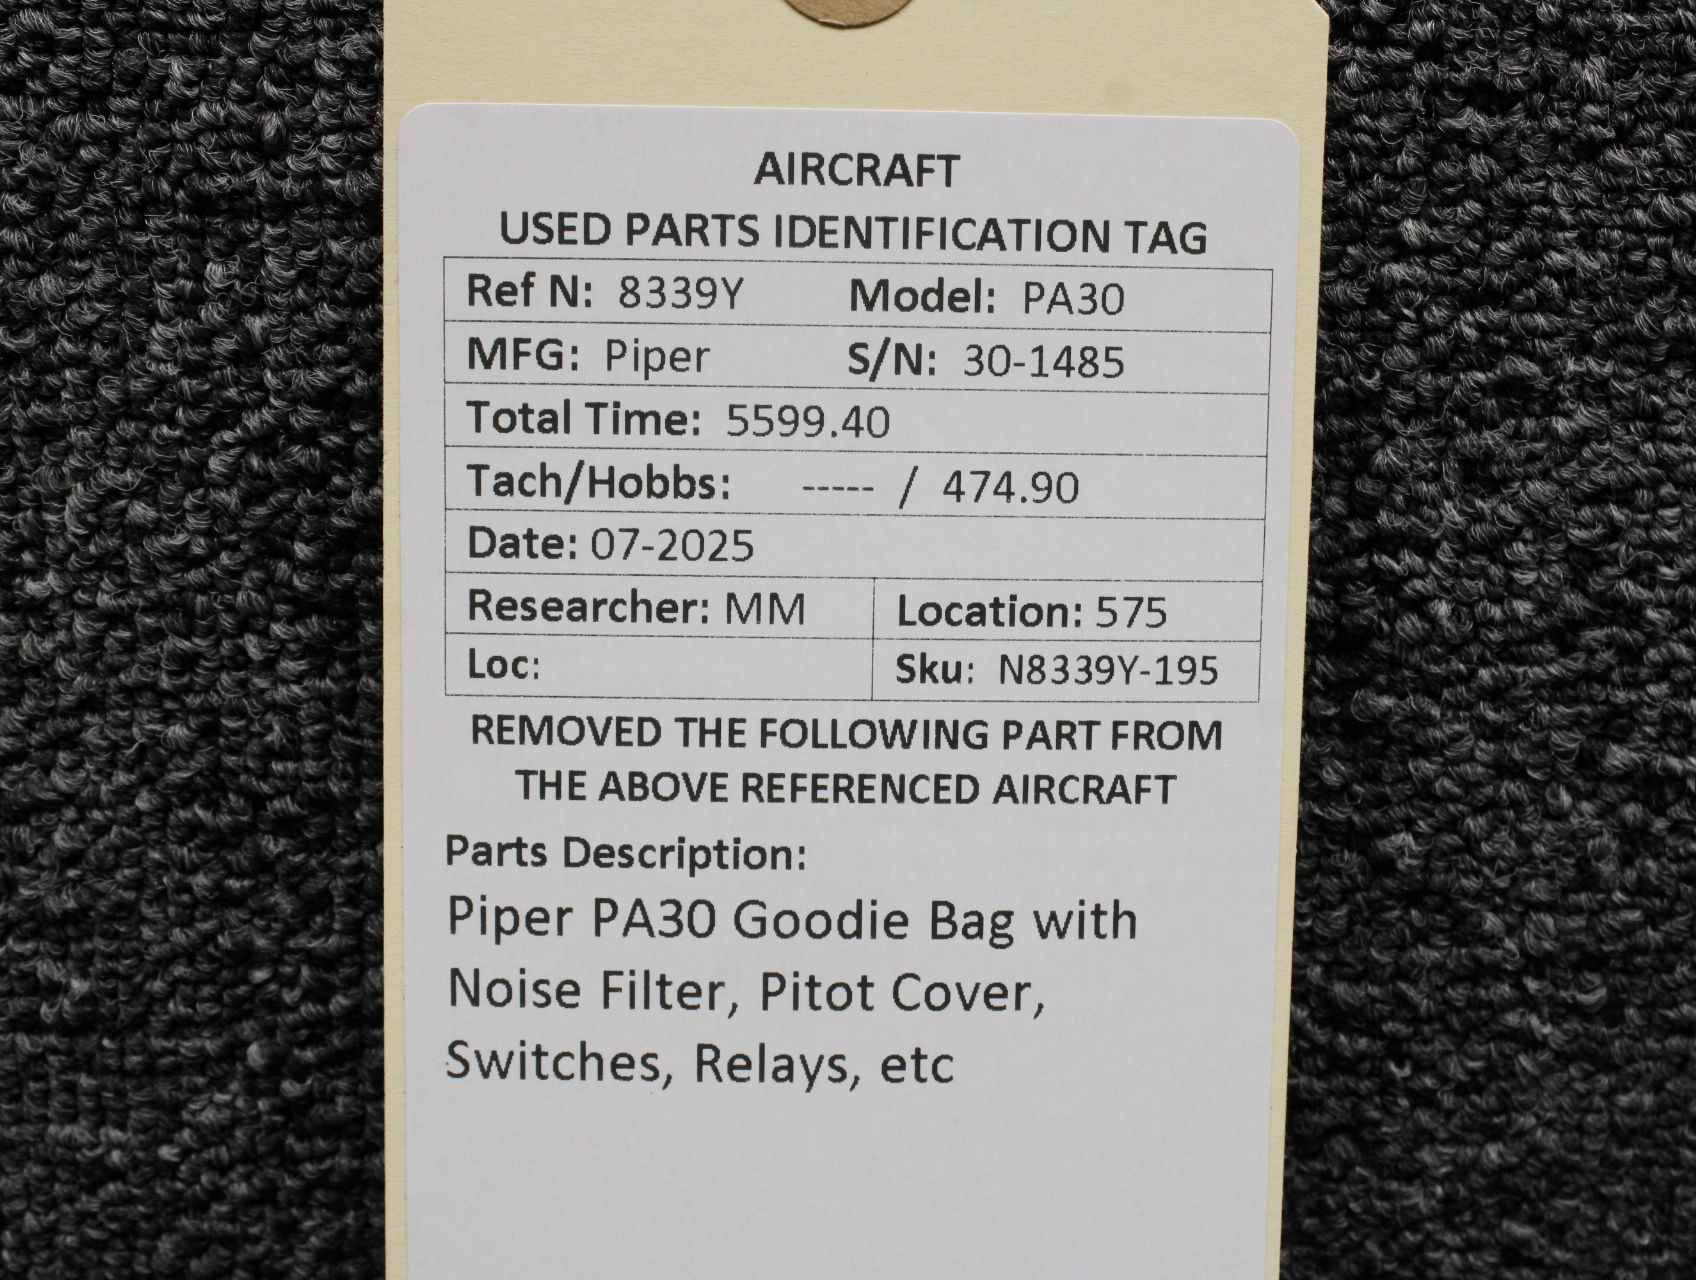 AIRCRAFT
USED PARTS IDENTIFICATION TAG
Ref N: 8339Y Model: PA30
MFG: Piper S/N: 30-1485
Total Time: 5599.40
Tach/Hobbs: ----- / 474.90
Date: 07-2025
Researcher: MM Location: 575
Loc: Sku: N8339Y-195
REMOVED THE FOLLOWING PART FROM
THE ABOVE REFERENCED AIRCRAFT
Parts Description:
Piper PA30 Goodie Bag with
Noise Filter, Pitot Cover,
Switches, Relays, etc